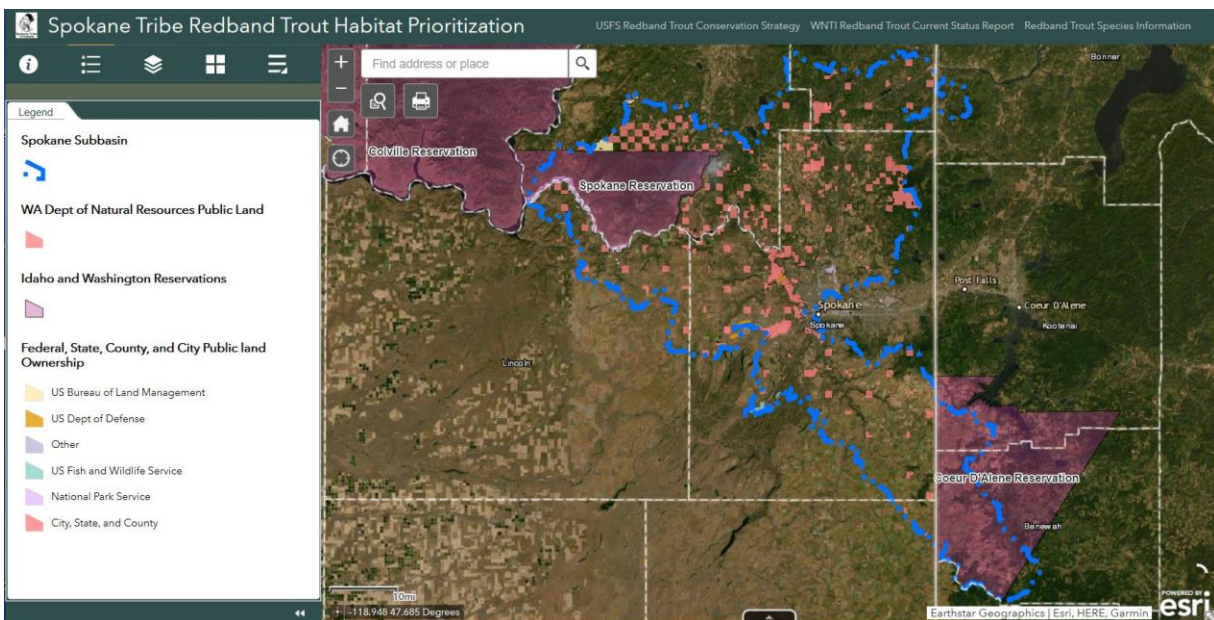 Spokane Tribe Redband Trout Habitat Prioritization
USFS Redband Trout Conservation Strategy WNTI Redband Trout Current Status Report Redband Trout Species Information
Find address or place
Legend
Spokane Subbasin
WA Dept of Natural Resources Public Land
Idaho and Washington Reservations
Federal, State, County, and City Public land
Ownership
US Bureau of Land Management
US Dept of Defense
Other
US Fish and Wildlife Service
National Park Service
City, State, and County
Bonner
Colville Reservation
Spokane Reservation
Post Falls
Spokane
Coeur D'Alene
Spokane
Kootenai
Lincoln
Coeur D'Alene Reservation
Benewah
10mi
-118.948 47.685 Degrees
Earthstar Geographics | Esri, HERE, Garmin
POWERED BY
esri